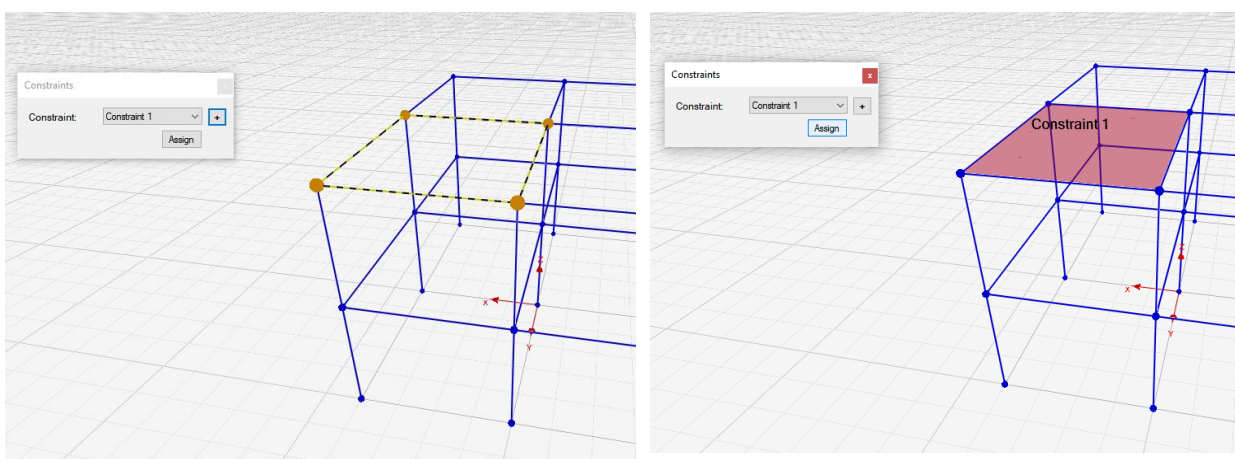 Constraints
Constraint: Constraint 1 +
Assign
Z
X
Y
Constraints x
Constraint: Constraint 1 +
Assign
Constraint 1
Z
X
Y